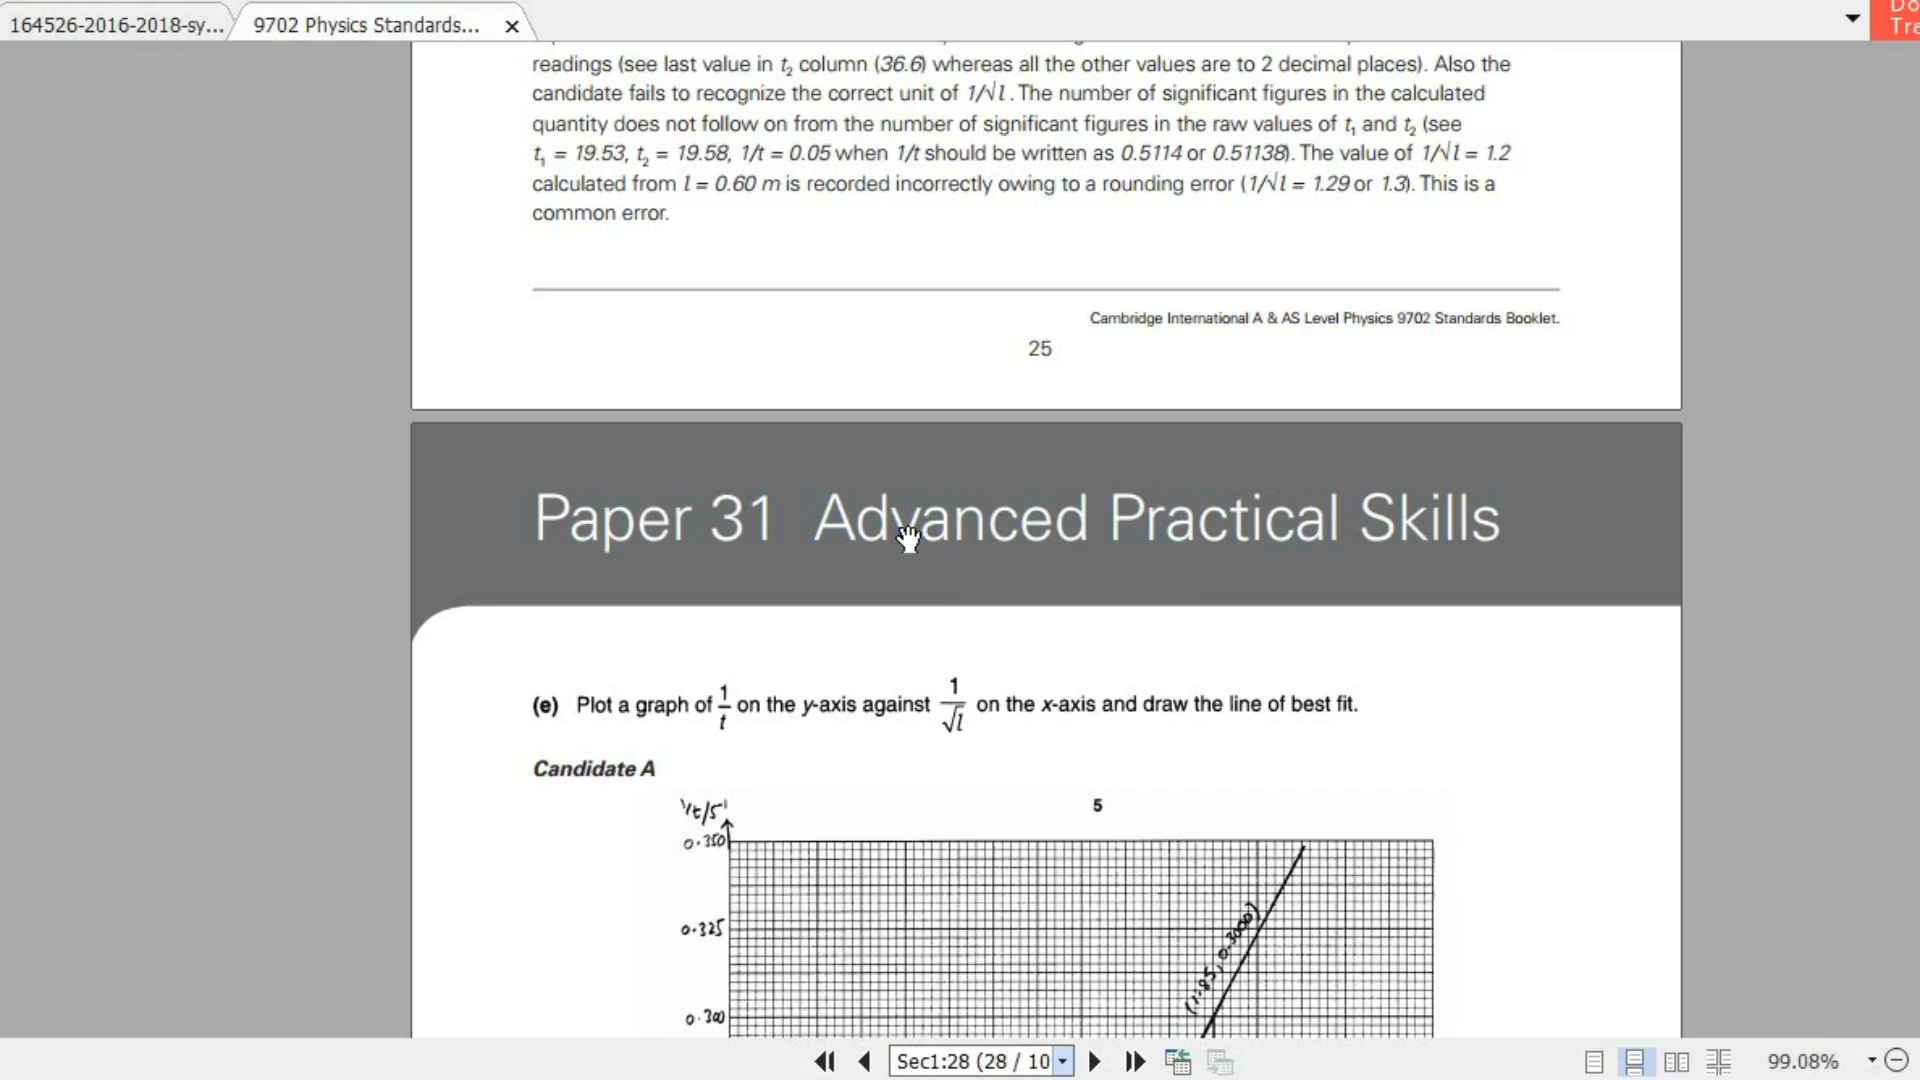 164526-2016-2018-sy...
9702 Physics Standards...
Do
Tra
readings (see last value in t₂ column (36.6) whereas all the other values are to 2 decimal places). Also the
candidate fails to recognize the correct unit of 1/√l. The number of significant figures in the calculated
quantity does not follow on from the number of significant figures in the raw values of t₁ and t₂ (see
t₁ = 19.53, t₂ = 19.58, 1/t = 0.05 when 1/t should be written as 0.5114 or 0.51138). The value of 1/√l = 1.2
calculated from l = 0.60 m is recorded incorrectly owing to a rounding error (1/√l = 1.29 or 1.3). This is a
common error.
Cambridge International A & AS Level Physics 9702 Standards Booklet.
25
Paper 31 Advanced Practical Skills
(e) Plot a graph of 1/t on the y-axis against 1/√l on the x-axis and draw the line of best fit.
Candidate A
5
1/t/s⁻¹
0.350
0.325
(1.85, 0.3000)
0.300
Sec1:28 (28 / 10
99.08%